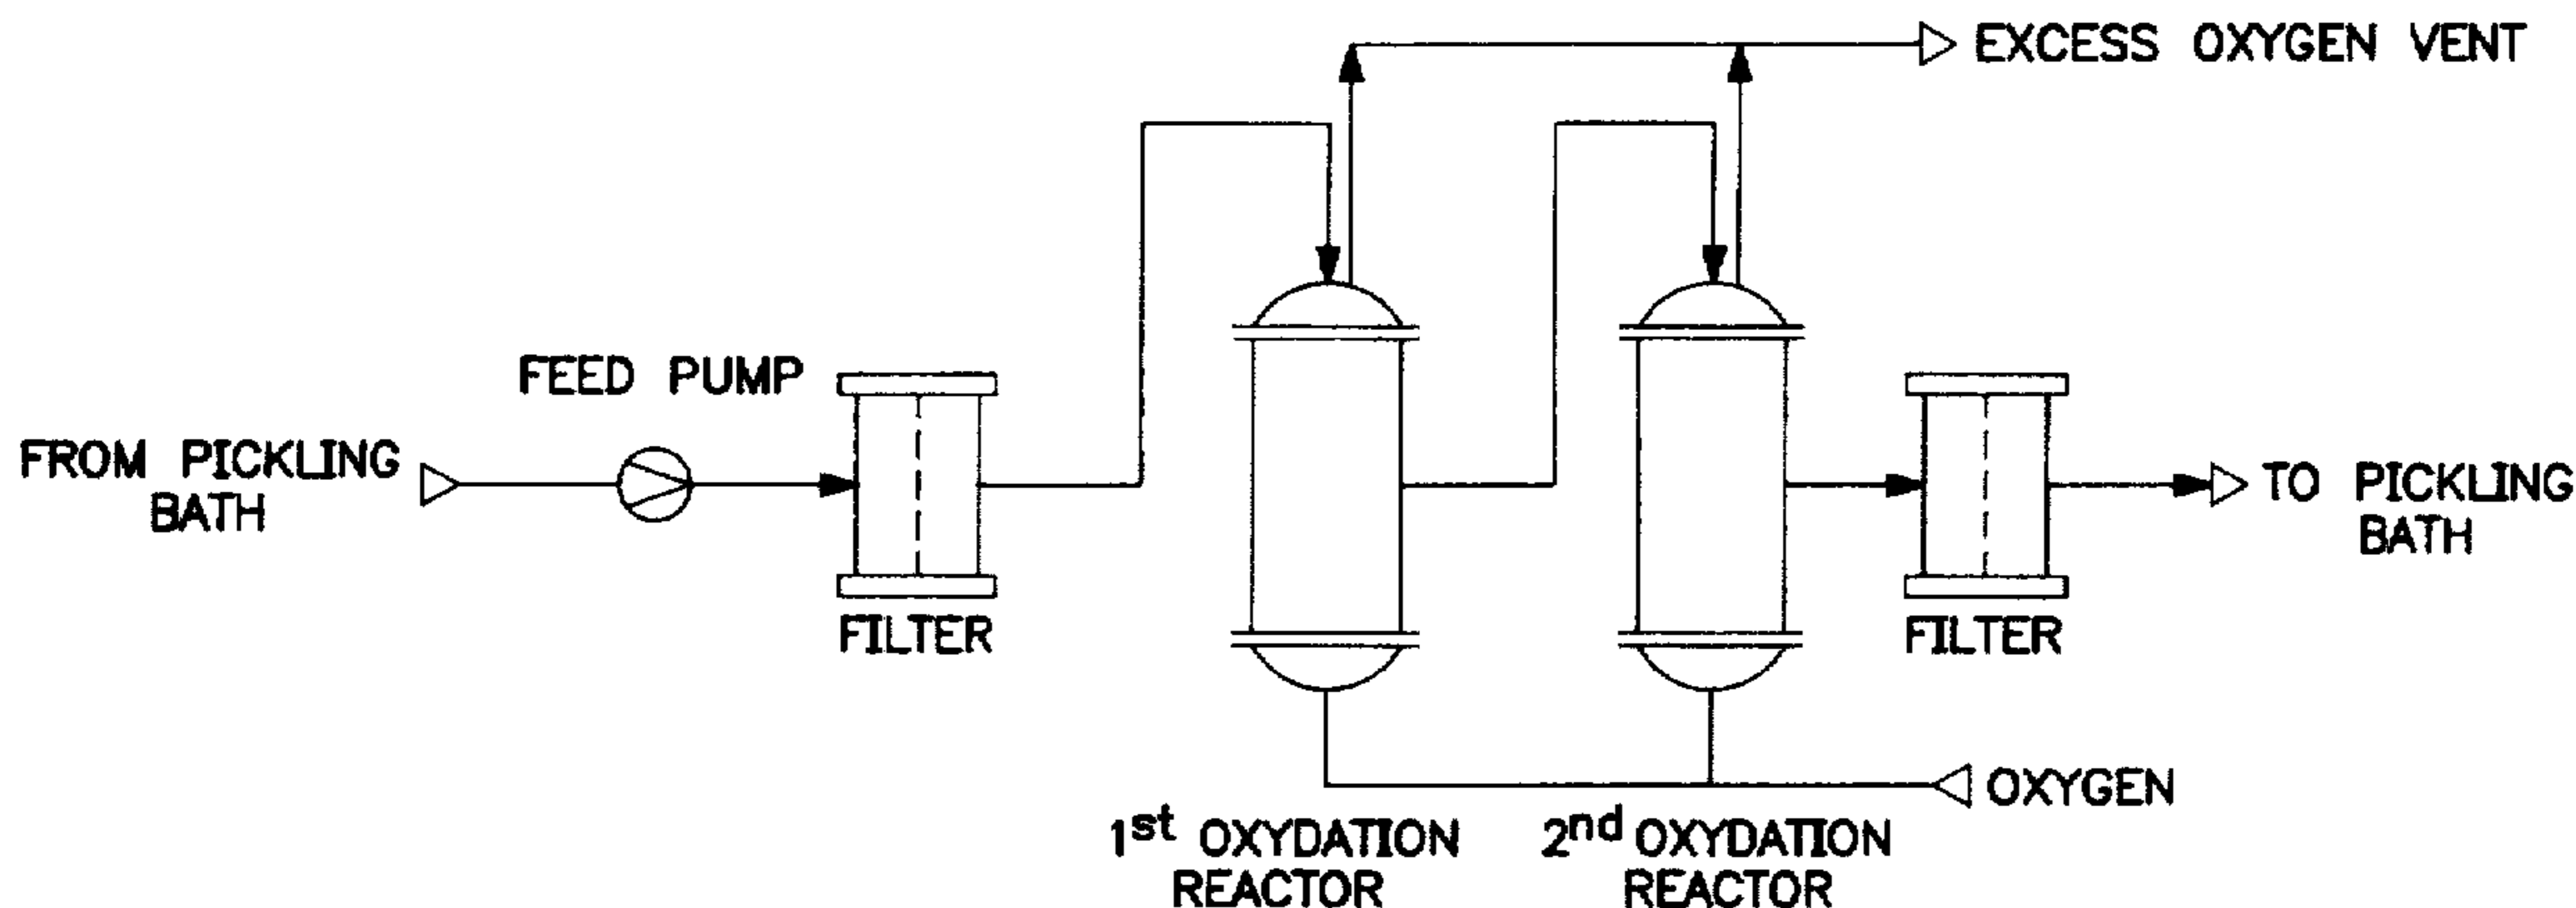 EXCESS OXYGEN VENT
FEED PUMP
FROM PICKLING
BATH
TO PICKLING
BATH
FILTER
FILTER
OXYGEN
1st OXYDATION
REACTOR
2nd OXYDATION
REACTOR